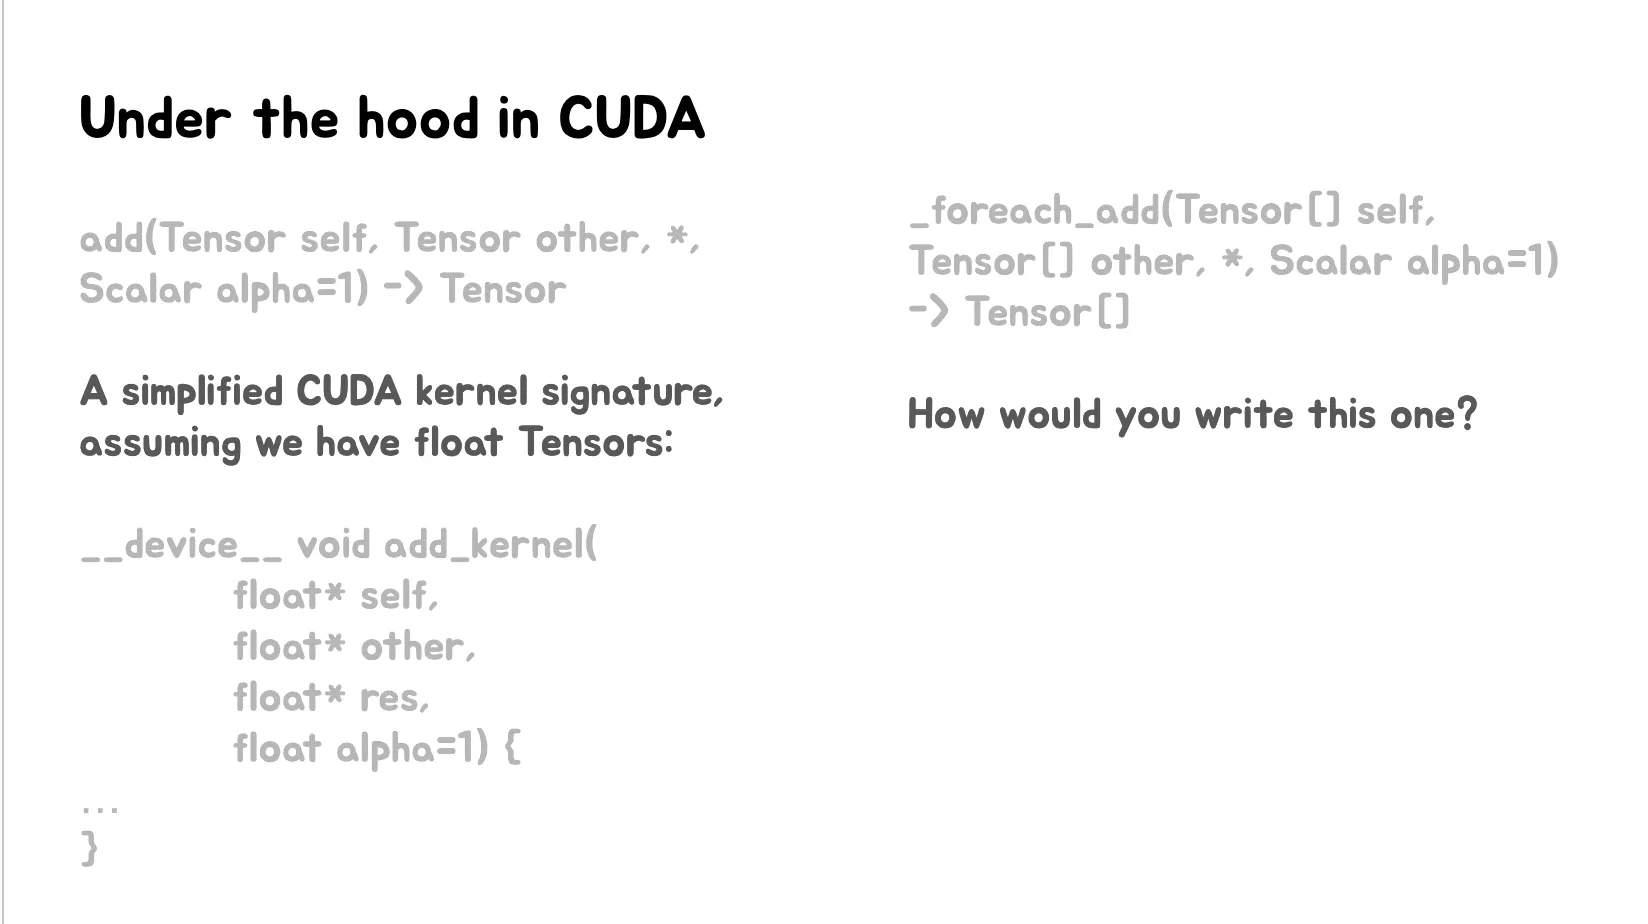 Under the hood in CUDA
add(Tensor self, Tensor other, *,
Scalar alpha=1) -> Tensor
A simplified CUDA kernel signature,
assuming we have float Tensors:
__device__ void add_kernel(
float* self,
float* other,
float* res,
float alpha=1) {
...
}
_foreach_add(Tensor[] self,
Tensor[] other, *, Scalar alpha=1)
-> Tensor[]
How would you write this one?